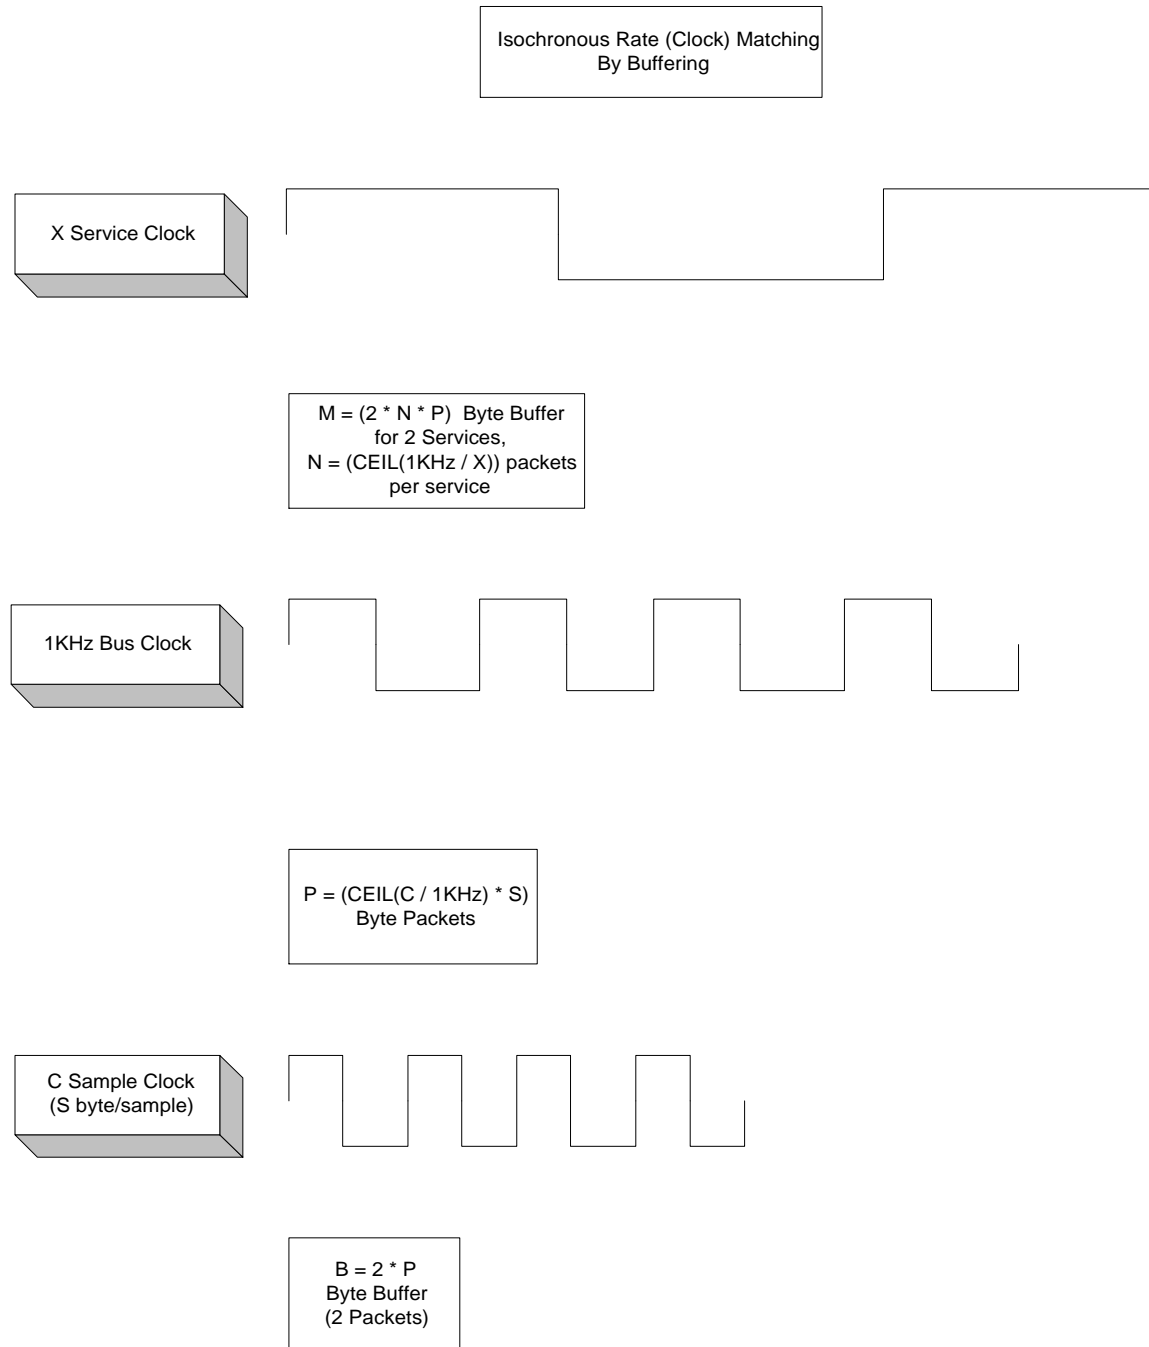 Isochronous Rate (Clock) Matching
By Buffering
X Service Clock
M = (2 * N * P)  Byte Buffer
for 2 Services,
N = (CEIL(1KHz / X)) packets
per service
1KHz Bus Clock
P = (CEIL(C / 1KHz) * S)
Byte Packets
C Sample Clock
(S byte/sample)
B = 2 * P
Byte Buffer
(2 Packets)